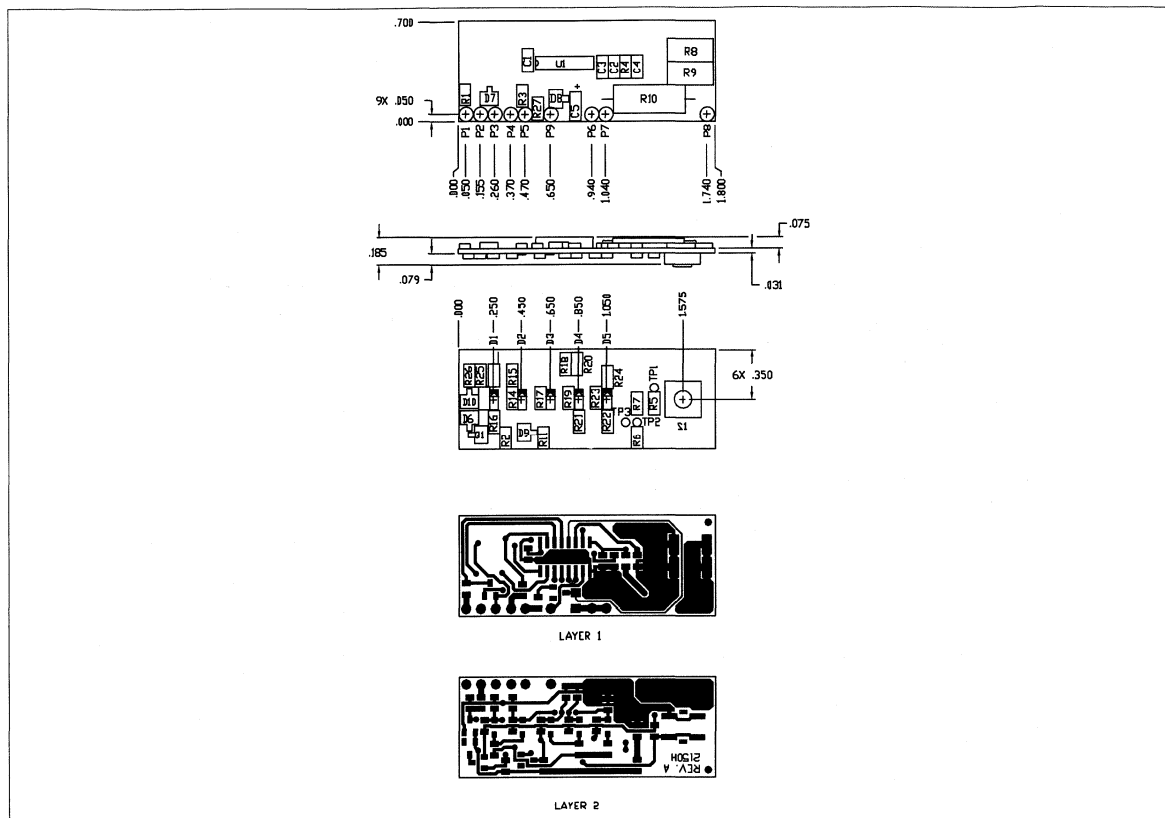 .700
C1
U1
C3
C2
R4
C4
R8
R9
R10
R1
D7
R3
R27
D8
+
C5
9X .050
.000
P1
P2
P3
P4
P5
P9
P6
P7
P8
.000
.050
.155
.260
.370
.470
.650
.940
1.040
1.740
1.800
.185
.079
.075
.031
.000
D1 .250
D2 .450
D3 .650
D4 .850
D5 1.050
1.575
6X .350
R26
R25
R15
R18
R20
R24
TP1
D10
R14
R17
R19
R23
R7
R5
D6
R16
R21
R22
TP3
TP2
S1
Q1
R2
D9
R11
R6
LAYER 1
REV. A
2150H
LAYER 2